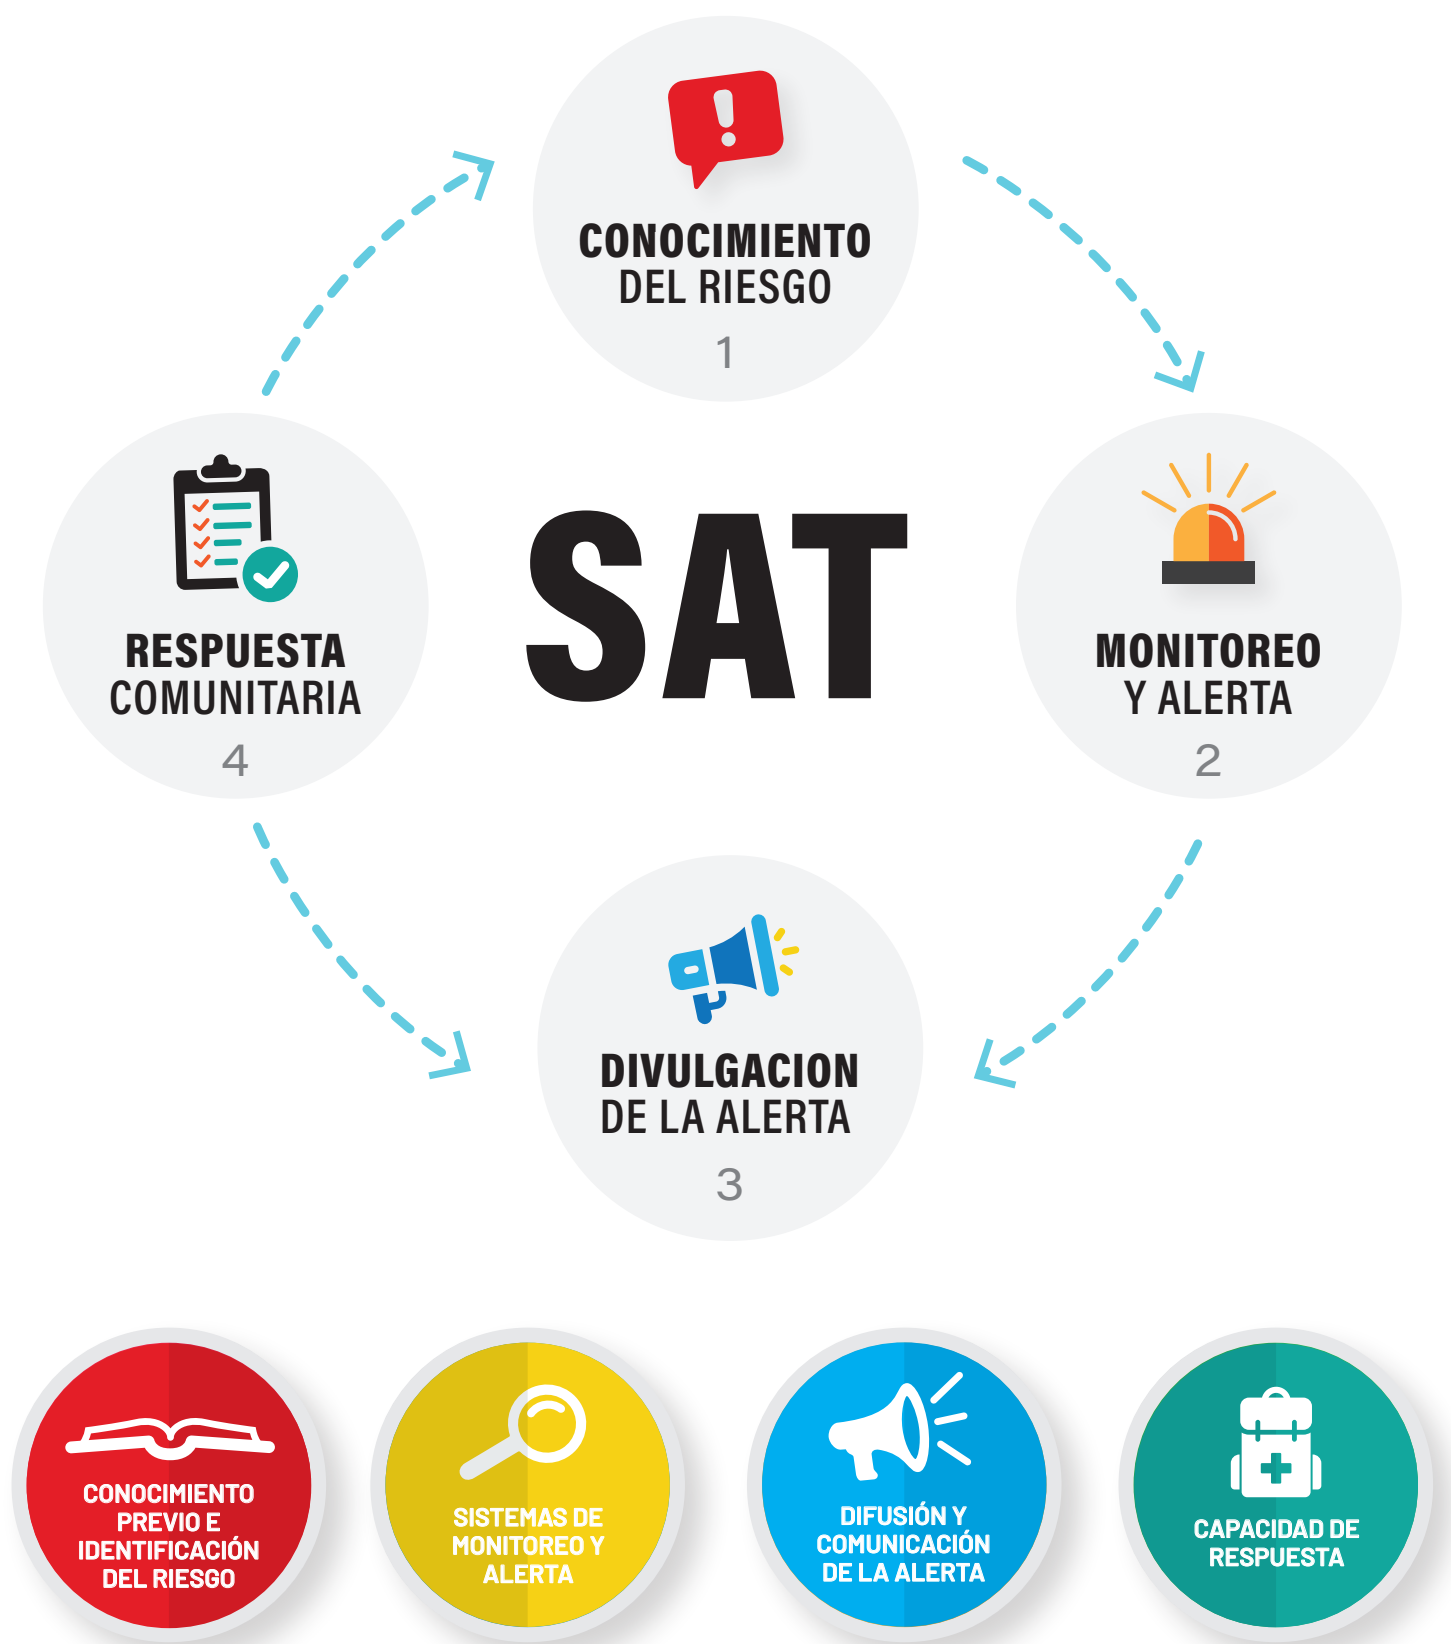 CONOCIMIENTO
DEL RIESGO
1
SAT
RESPUESTA
COMUNITARIA
4
MONITOREO
Y ALERTA
2
DIVULGACION
DE LA ALERTA
3
CONOCIMIENTO
PREVIO E
IDENTIFICACIÓN
DEL RIESGO
SISTEMAS DE
MONITOREO Y
ALERTA
DIFUSIÓN Y
COMUNICACIÓN
DE LA ALERTA
CAPACIDAD DE
RESPUESTA